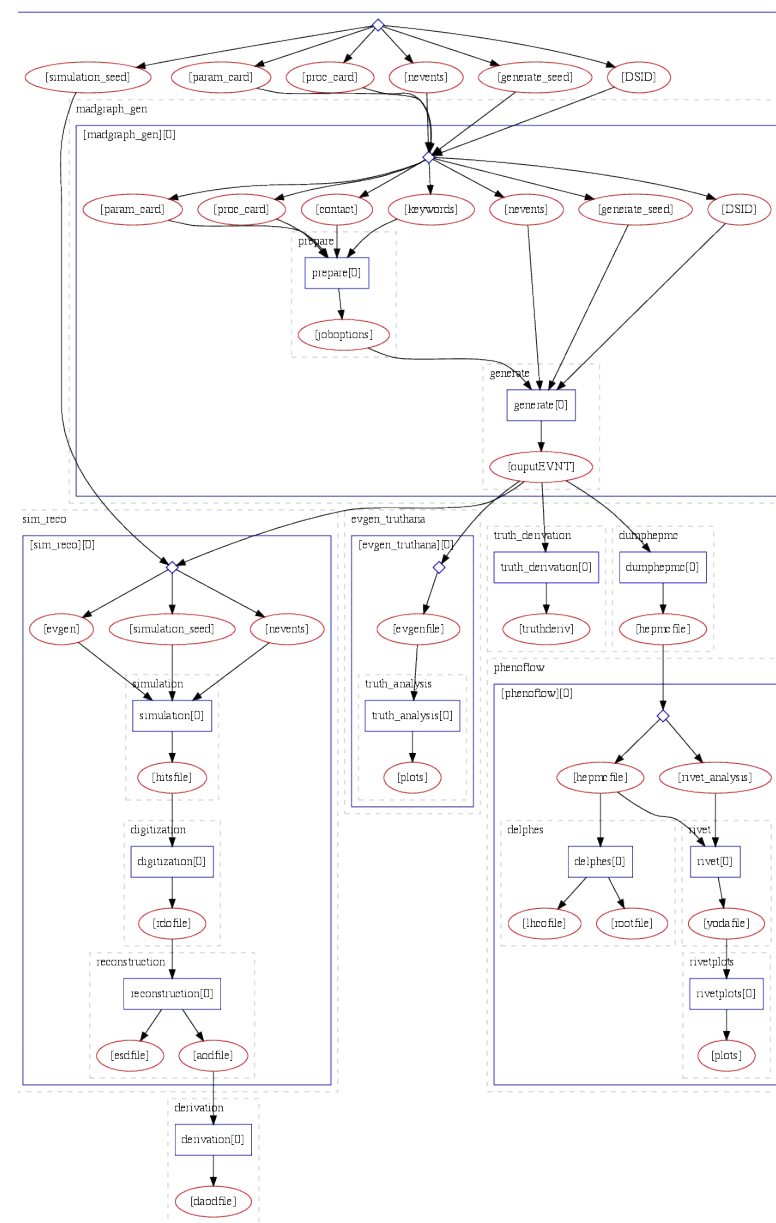 [simulation_seed] [param_card] [proc_card] [nevents] [generate_seed] [DSID]
madgraph_gen
[madgraph_gen][0]
[param_card] [proc_card] [contact] [keywords] [nevents] [generate_seed] [DSID]
prepare
prepare[0]
[joboptions]
generate
generate[0]
[ouputEVNT]
sim_reco
[sim_reco][0]
[evgen] [simulation_seed] [nevents]
simulation
simulation[0]
[hitsfile]
digitization
digitization[0]
[rdofile]
reconstruction
reconstruction[0]
[esdfile] [aodfile]
derivation
derivation[0]
[daodfile]
evgen_truthana
[evgen_truthana][0]
[evgenfile]
truth_analysis
truth_analysis[0]
[plots]
truth_derivation
truth_derivation[0]
[truthderiv]
dumphepmc
dumphepmc[0]
[hepmcfile]
phenoflow
[phenoflow][0]
[hepmcfile] [rivet_analysis]
delphes
delphes[0]
[lhcofile] [rootfile]
rivet
rivet[0]
[yodafile]
rivetplots
rivetplots[0]
[plots]